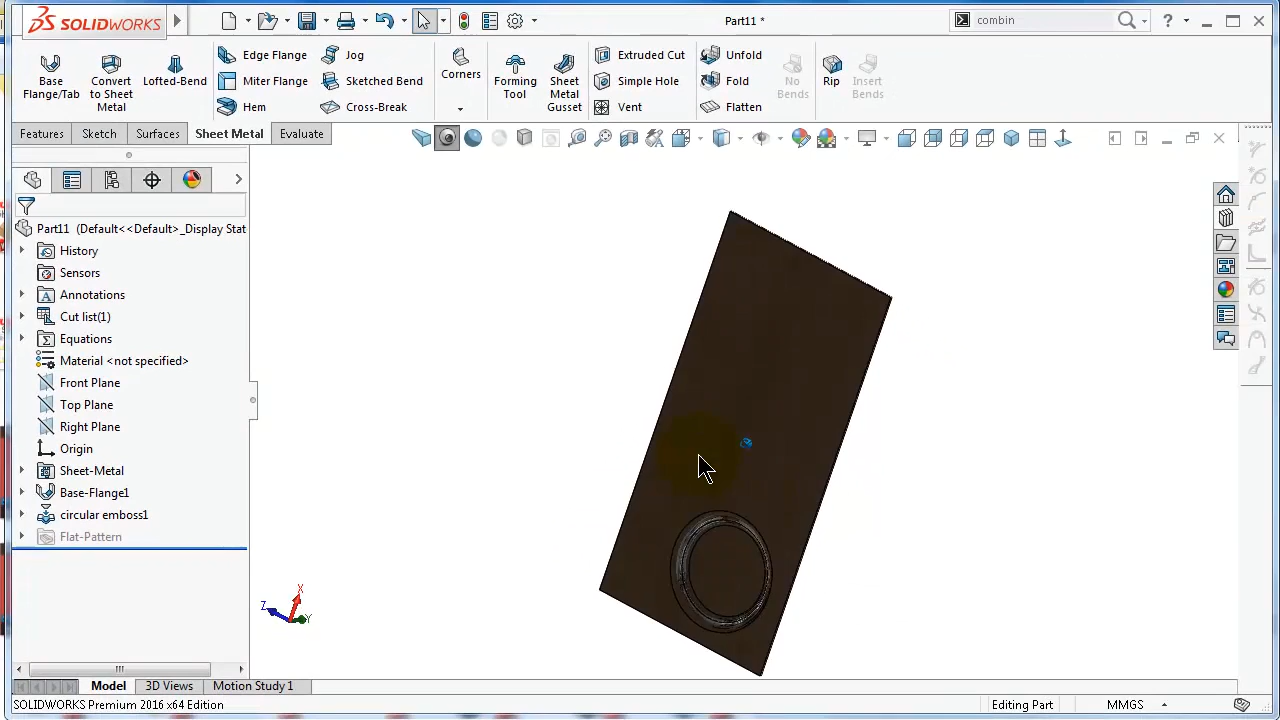 SOLIDWORKS
Part11 *
combin
Base Flange/Tab
Convert to Sheet Metal
Lofted-Bend
Edge Flange
Miter Flange
Hem
Jog
Sketched Bend
Cross-Break
Corners
Forming Tool
Sheet Metal Gusset
Extruded Cut
Simple Hole
Vent
Unfold
Fold
Flatten
No Bends
Rip
Insert Bends
Features
Sketch
Surfaces
Sheet Metal
Evaluate
Part11 (Default<<Default>_Display Stat
History
Sensors
Annotations
Cut list(1)
Equations
Material <not specified>
Front Plane
Top Plane
Right Plane
Origin
Sheet-Metal
Base-Flange1
circular emboss1
Flat-Pattern
X
Z
Y
Model
3D Views
Motion Study 1
SOLIDWORKS Premium 2016 x64 Edition
Editing Part
MMGS